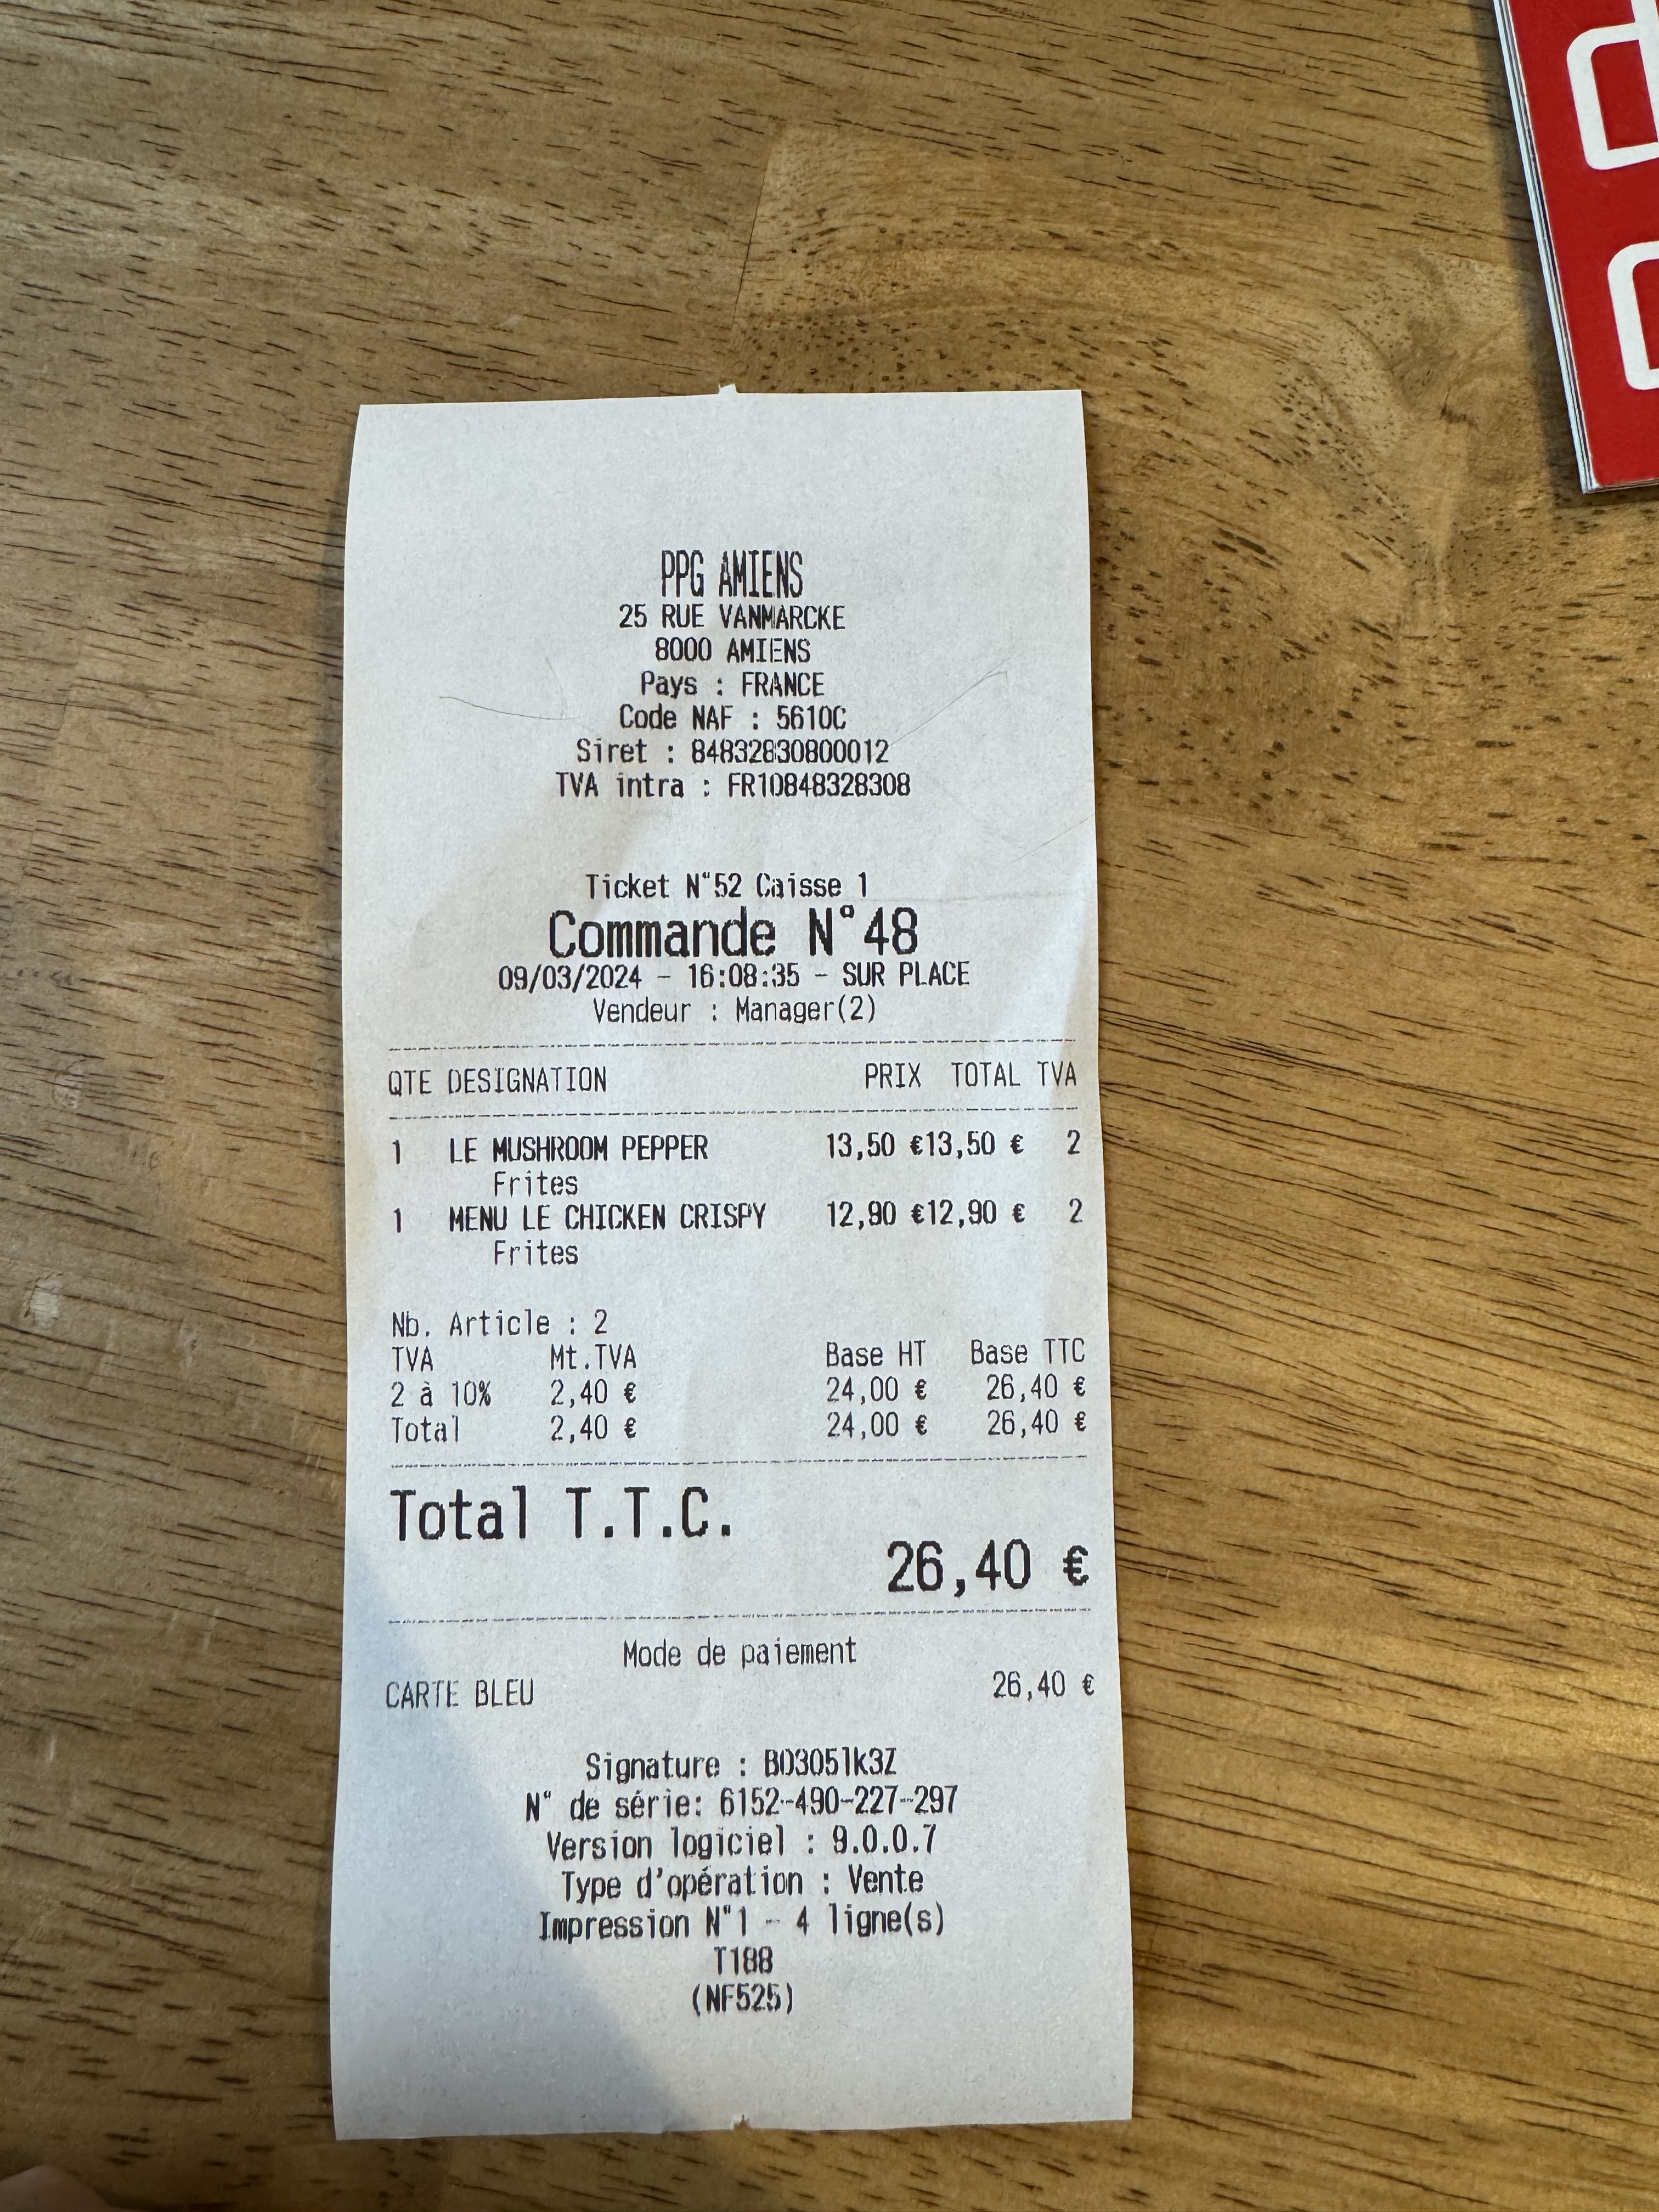 PPG AMIENS
25 RUE VANMARCKE
8000 AMIENS
Pays : FRANCE
Code NAF : 5610C
Siret : 84832830800012
TVA intra : FR10848328308
Ticket N°52 Caisse 1
Commande N°48
09/03/2024 - 16:08:35 - SUR PLACE
Vendeur : Manager(2)
QTE DESIGNATION PRIX TOTAL TVA
1 LE MUSHROOM PEPPER 13,50 €13,50 € 2
Frites
1 MENU LE CHICKEN CRISPY 12,90 €12,90 € 2
Frites
Nb. Article : 2
TVA Mt.TVA Base HT Base TTC
2 à 10% 2,40 € 24,00 € 26,40 €
Total 2,40 € 24,00 € 26,40 €
Total T.T.C.
26,40 €
Mode de paiement
CARTE BLEU 26,40 €
Signature : B03051k3Z
N° de série: 6152-490-227-297
Version logiciel : 9.0.0.7
Type d'opération : Vente
Impression N°1 - 4 ligne(s)
T188
(NF525)